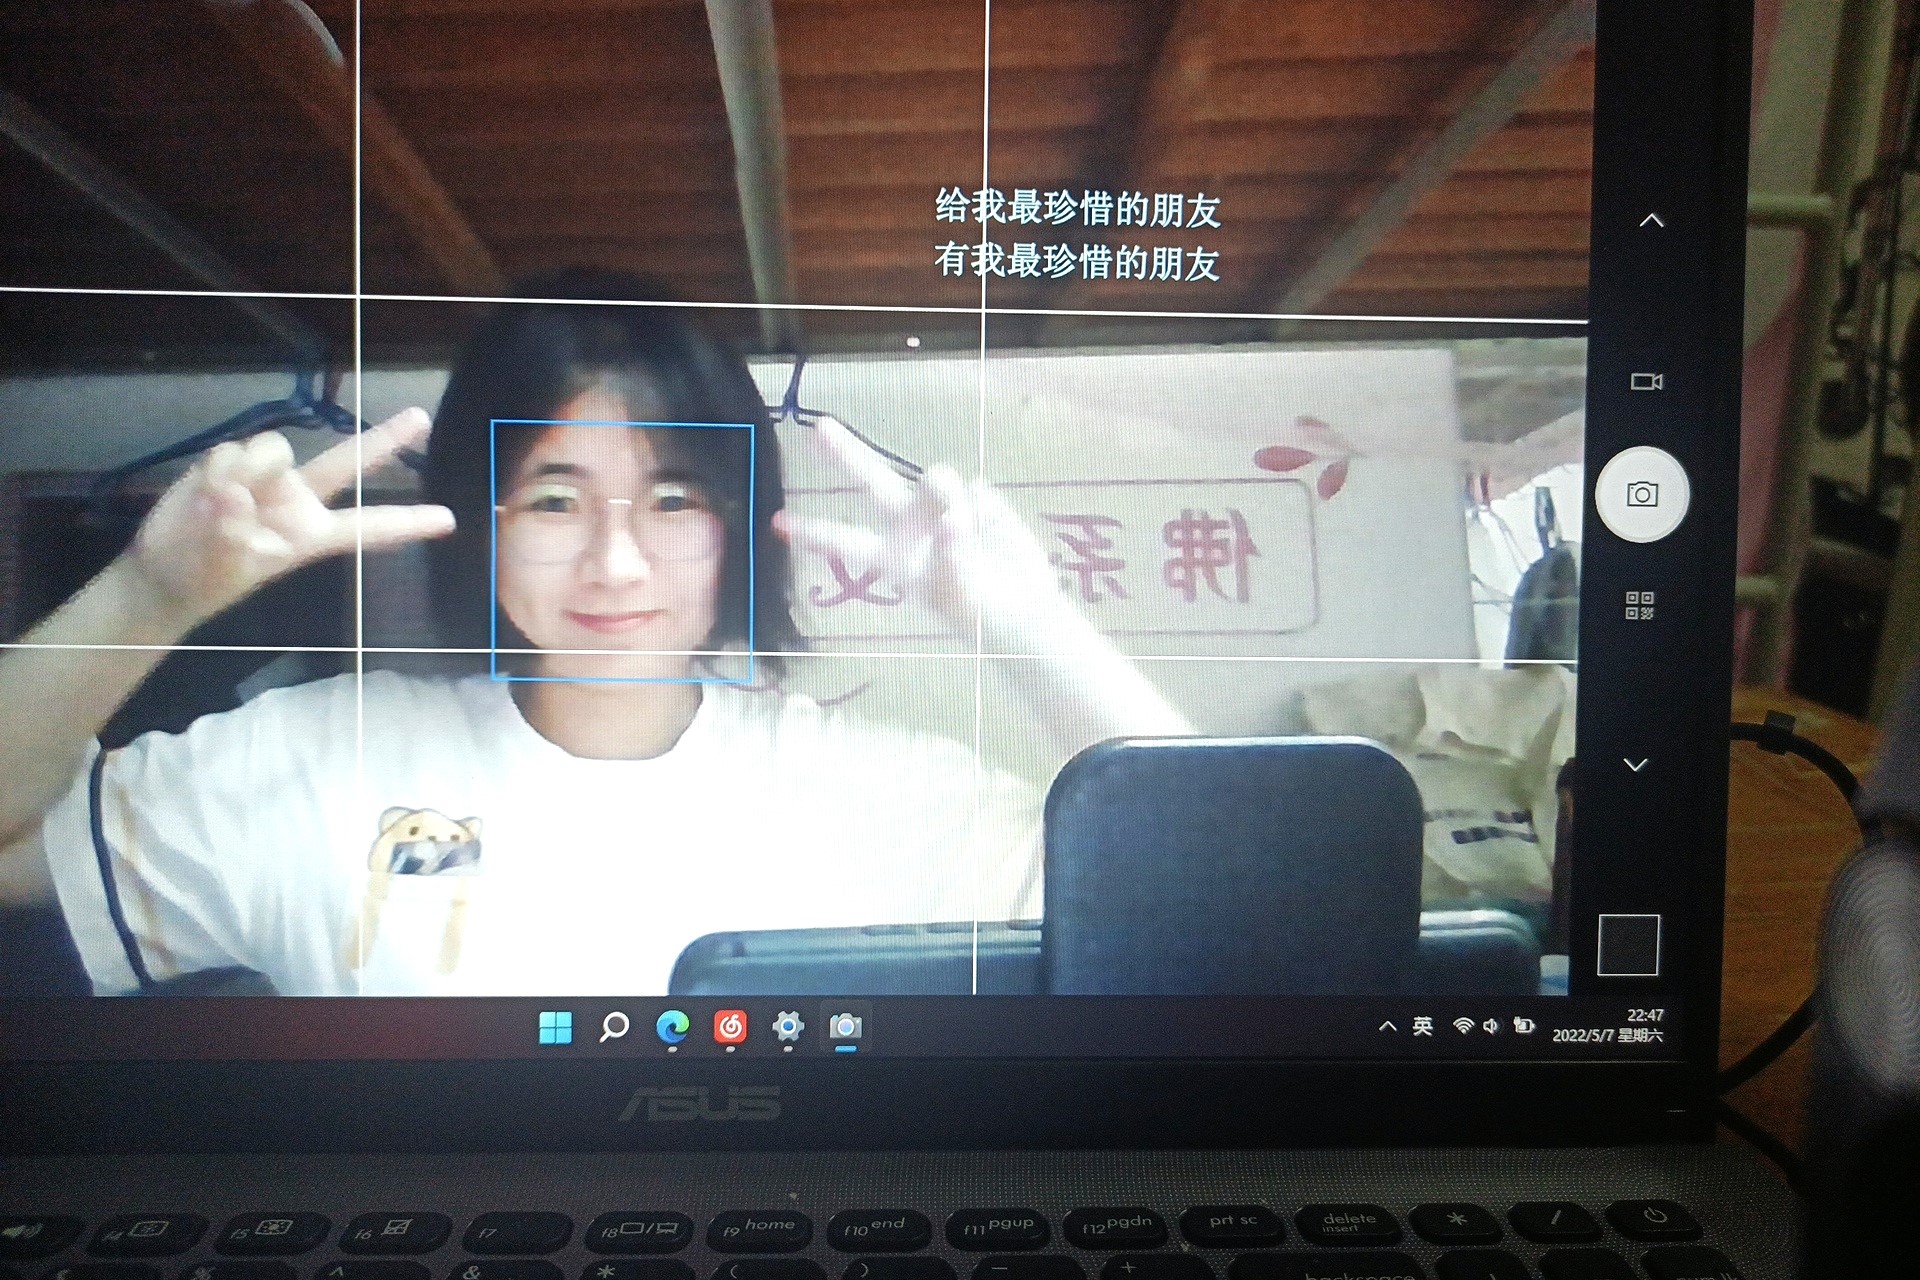 给我最珍惜的朋友
有我最珍惜的朋友
佛系
英
22:47
2022/5/7 星期六
ASUS
f4
f5
f6
f7
f8
f9 home
f10 end
f11 pgup
f12 pgdn
prt sc
delete
insert
*
/
&
*
(
)
—
+
backspace